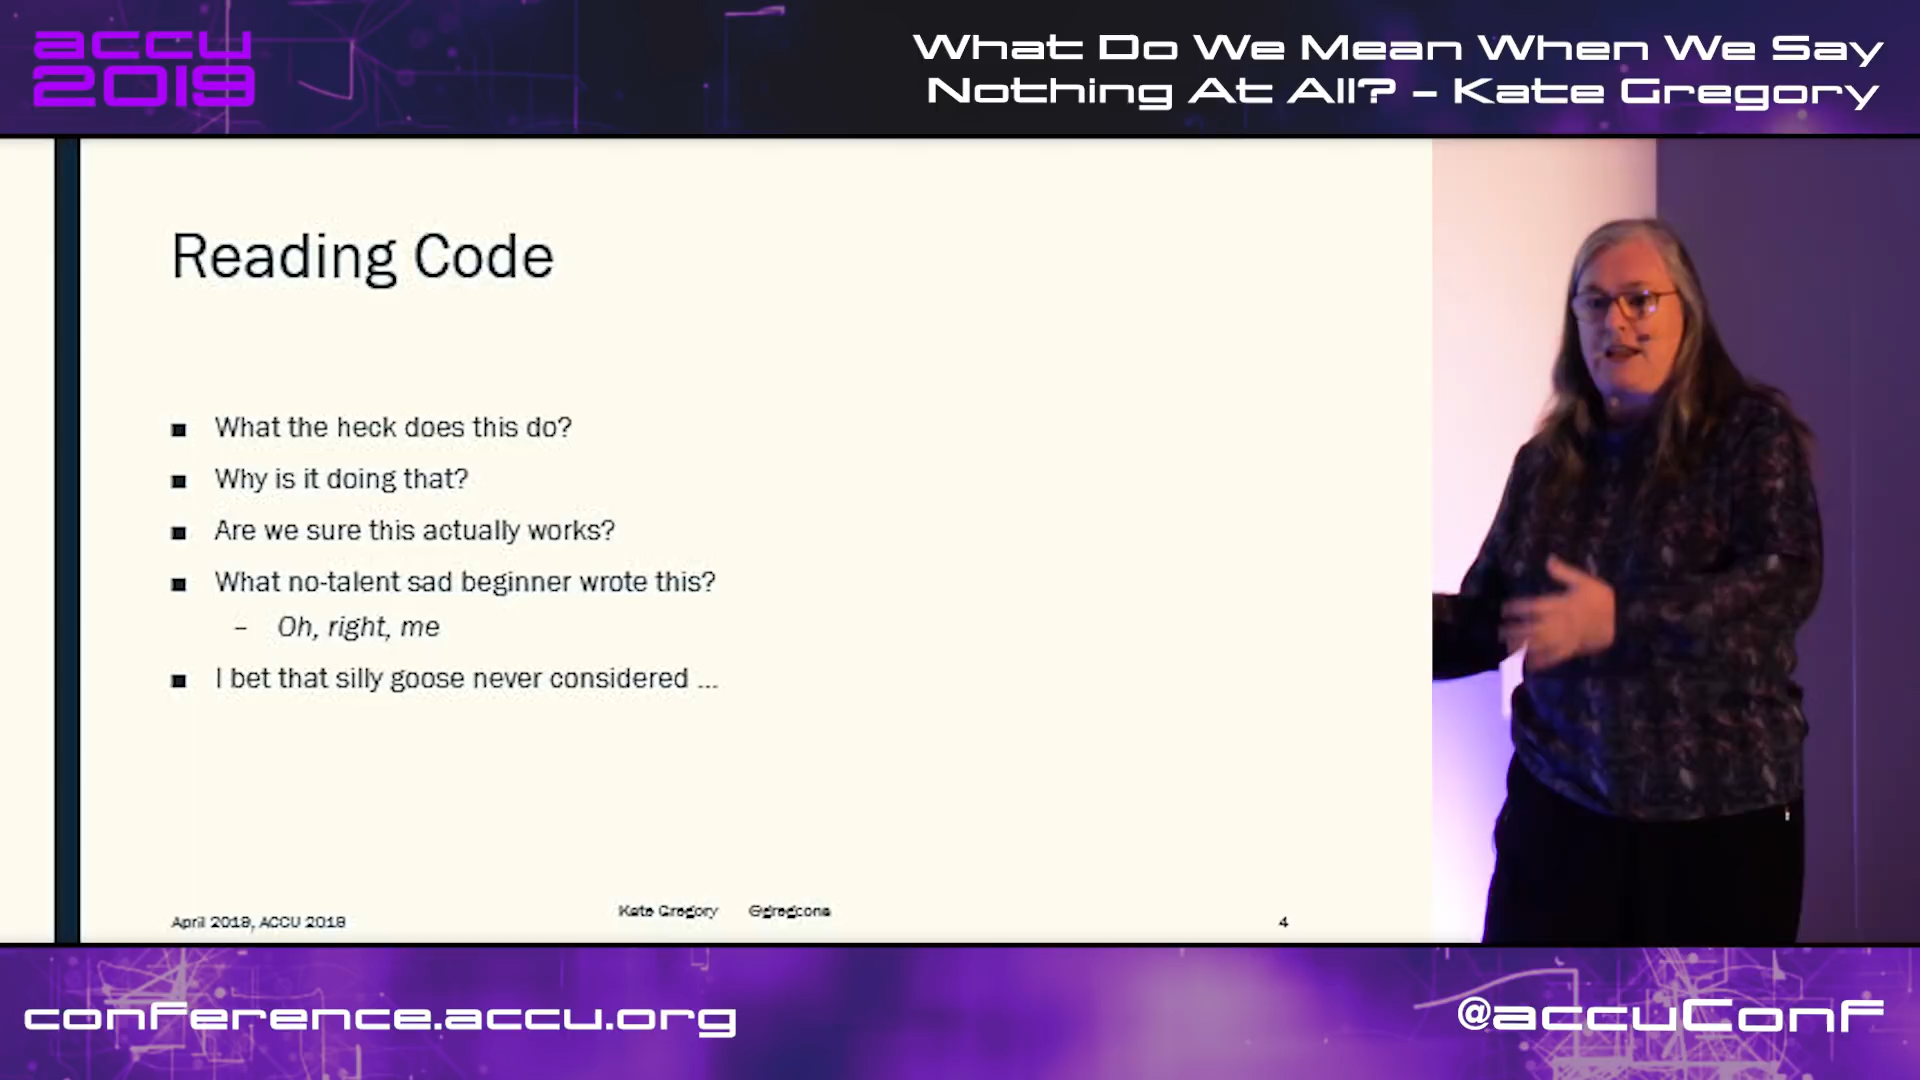 accu
2019
What Do We Mean When We Say
Nothing At All? - Kate Gregory
Reading Code
■ What the heck does this do?
■ Why is it doing that?
■ Are we sure this actually works?
■ What no-talent sad beginner wrote this?
– Oh, right, me
■ I bet that silly goose never considered ...
April 2019, ACCU 2019
Kate Gregory @gregcons
4
conference.accu.org
@accuConf